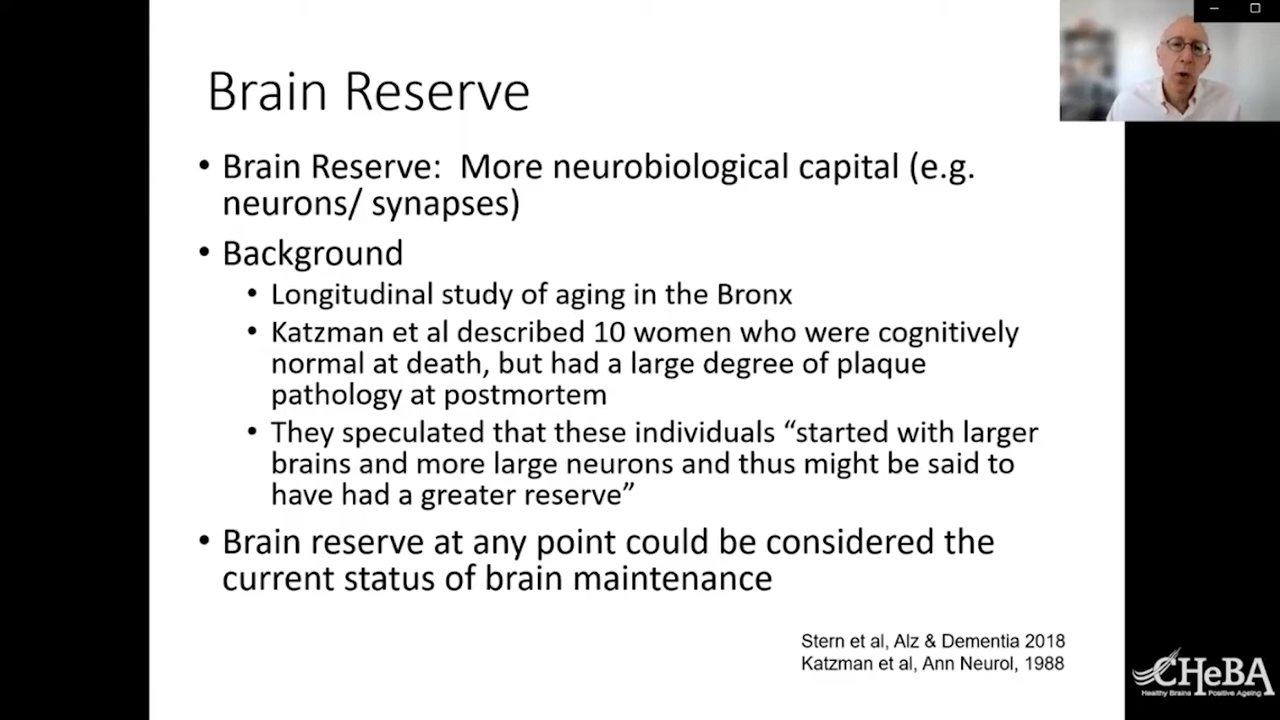 Brain Reserve
• Brain Reserve:  More neurobiological capital (e.g.
neurons/ synapses)
• Background
• Longitudinal study of aging in the Bronx
• Katzman et al described 10 women who were cognitively
normal at death, but had a large degree of plaque
pathology at postmortem
• They speculated that these individuals “started with larger
brains and more large neurons and thus might be said to
have had a greater reserve”
• Brain reserve at any point could be considered the
current status of brain maintenance
Stern et al, Alz & Dementia 2018
Katzman et al, Ann Neurol, 1988
CHeBA
Healthy Brains Positive Ageing